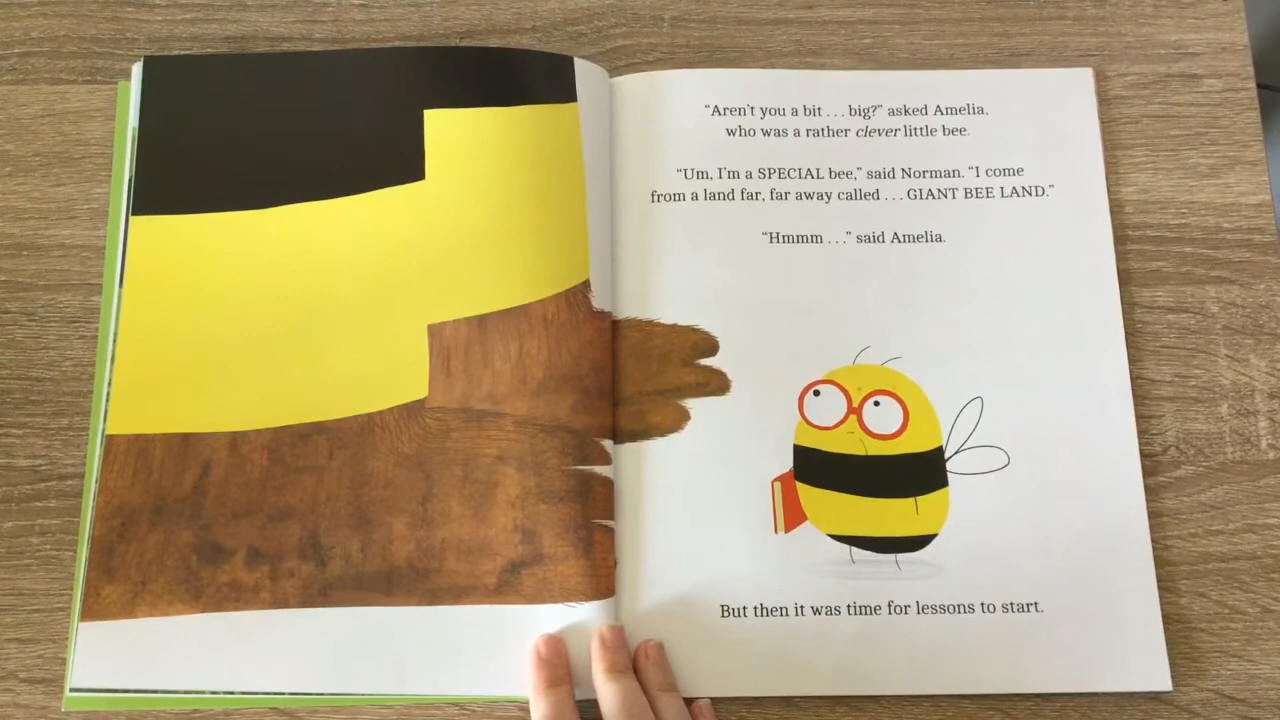 “Aren’t you a bit . . . big?” asked Amelia,
who was a rather clever little bee.
“Um, I’m a SPECIAL bee,” said Norman. “I come
from a land far, far away called . . . GIANT BEE LAND.”
“Hmmm . . .” said Amelia.
But then it was time for lessons to start.